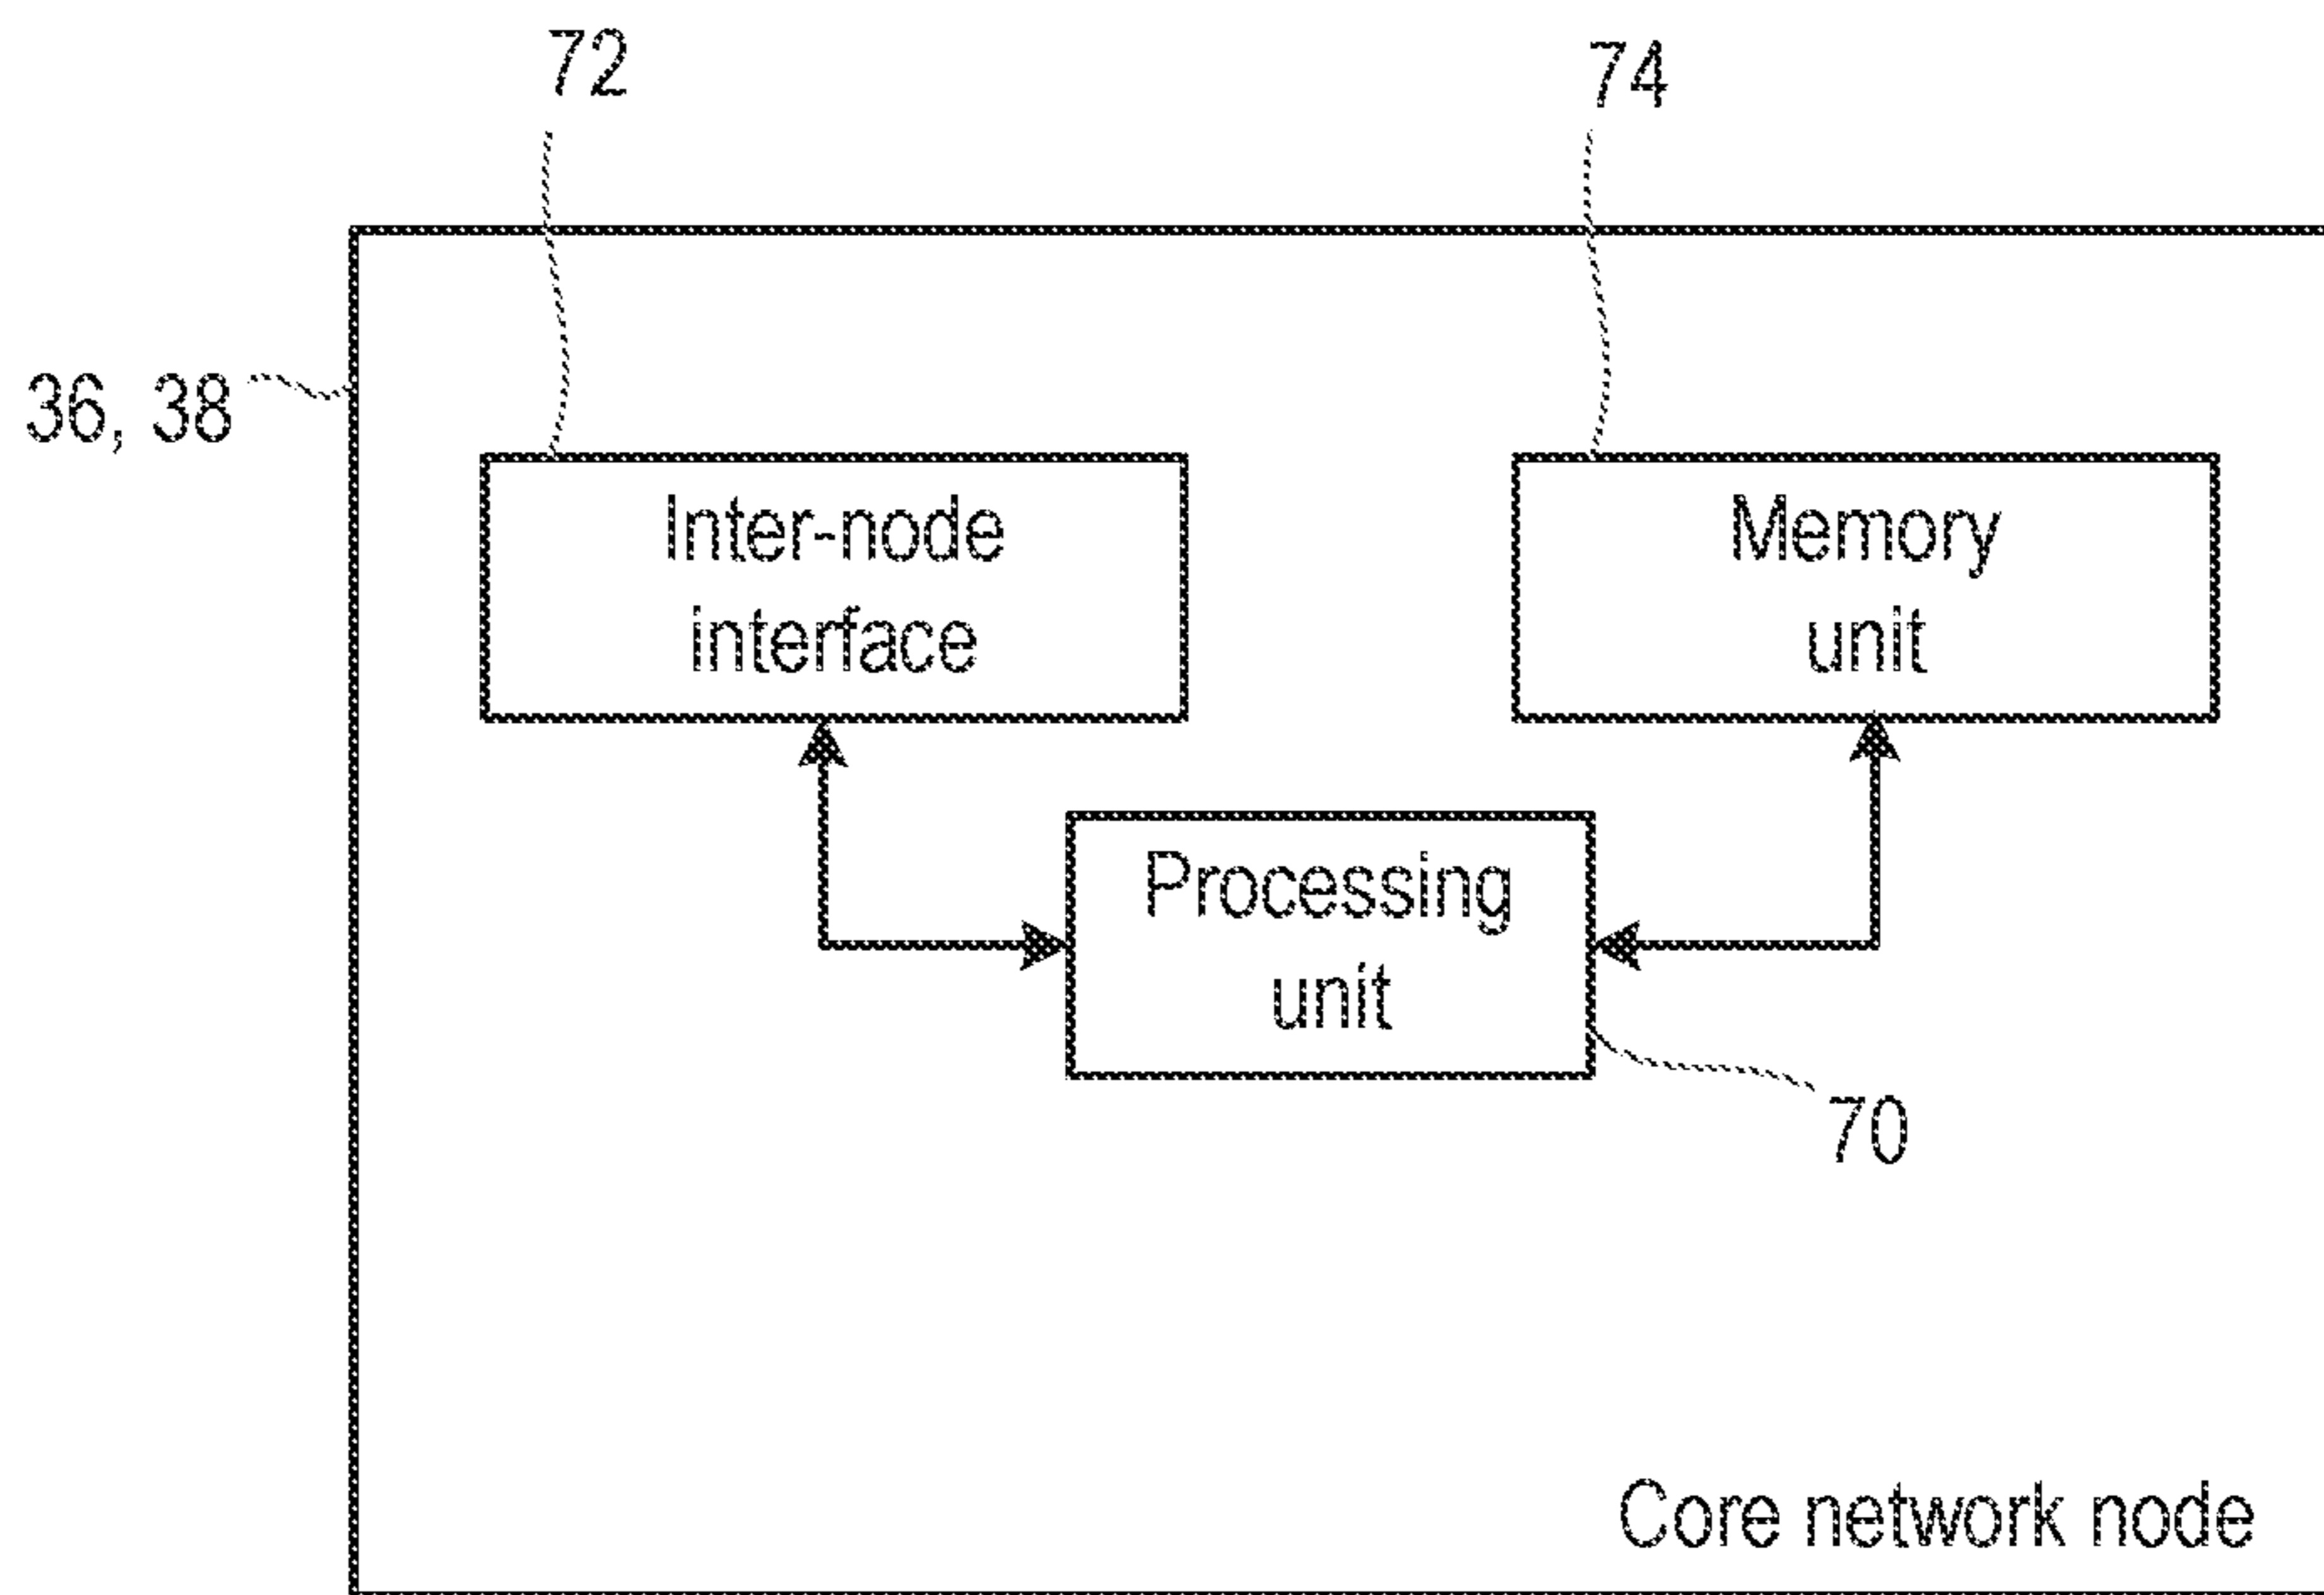 72
74
36, 38
Inter-node
interface
Memory
unit
Processing
unit
70
Core network node